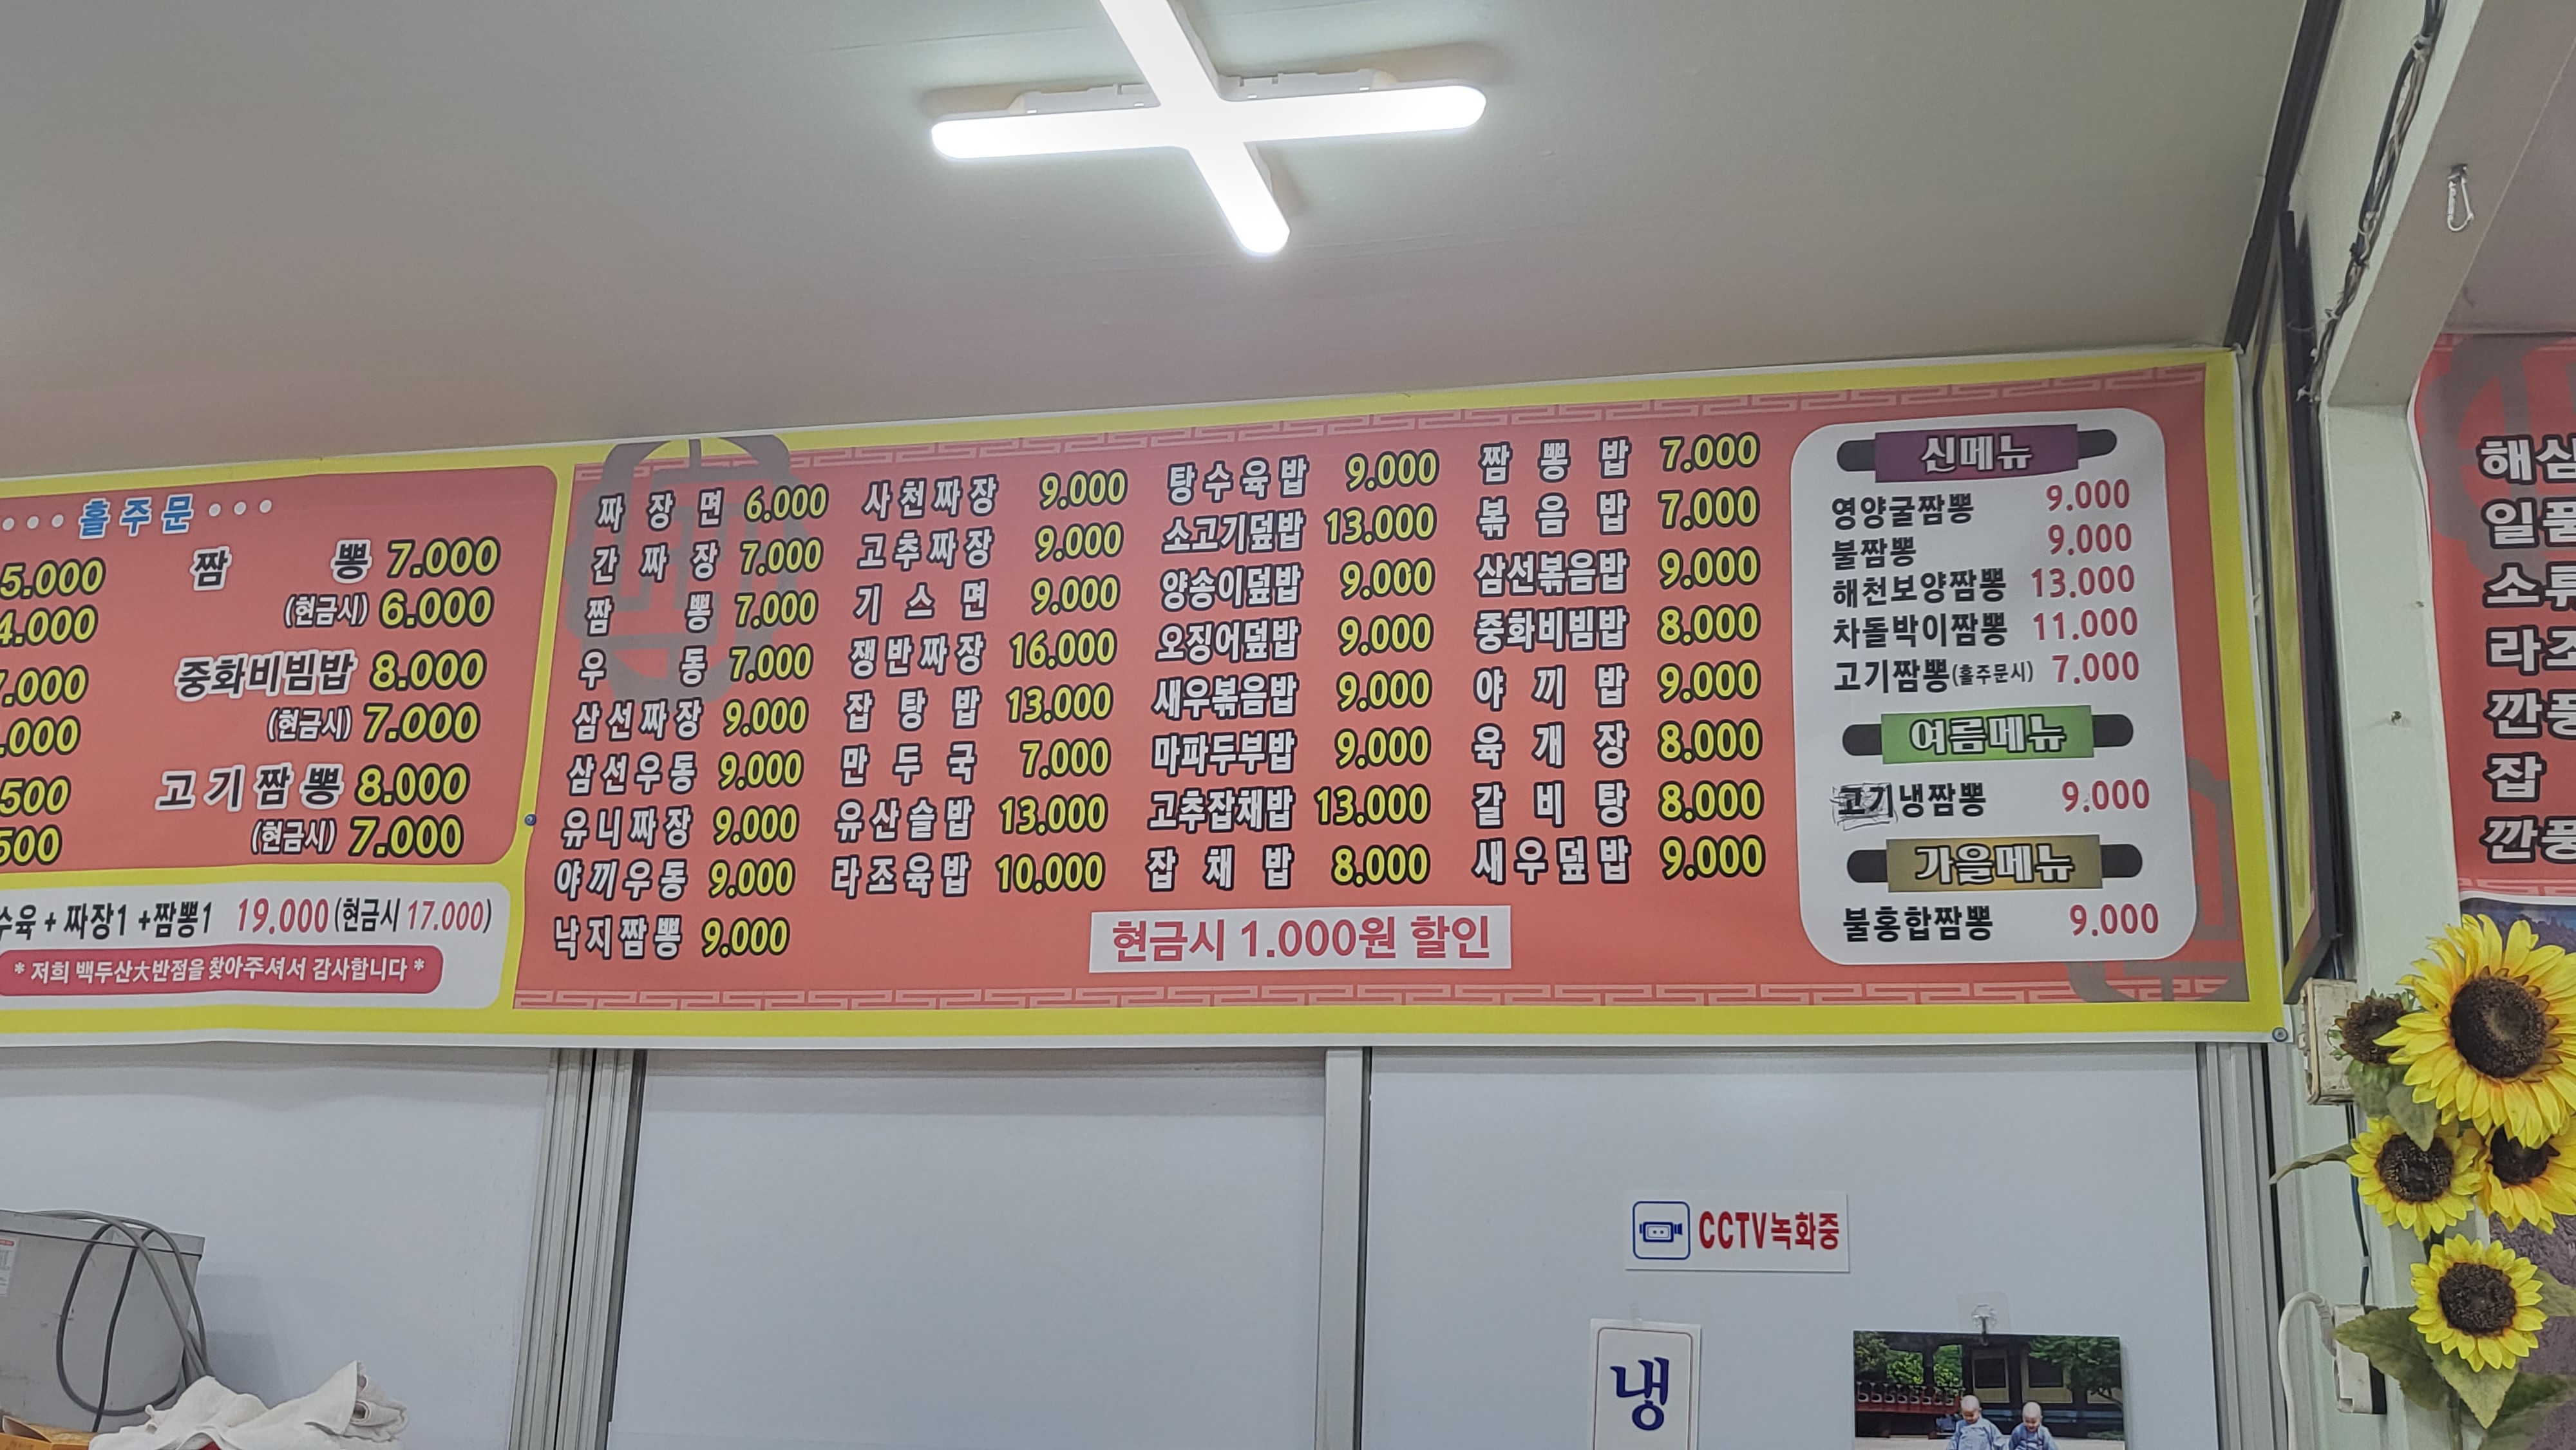 홀주문
5.000 짬 뽕 7.000
4.000 (현금시) 6.000
7.000 중화비빔밥 8.000
.000 (현금시) 7.000
500 고기짬뽕 8.000
500 (현금시) 7.000
수육 + 짜장1 +짬뽕1 19.000 (현금시 17.000)
* 저희 백두산大반점을 찾아주셔서 감사합니다 *
짜 장 면 6.000
간 짜 장 7.000
짬 뽕 7.000
우 동 7.000
삼선짜장 9.000
삼선우동 9.000
유니짜장 9.000
야끼우동 9.000
낙지짬뽕 9.000
사천짜장 9.000
고추짜장 9.000
기 스 면 9.000
쟁반짜장 16.000
잡 탕 밥 13.000
만 두 국 7.000
유산슬밥 13.000
라조육밥 10.000
탕수육밥 9.000
소고기덮밥 13.000
양송이덮밥 9.000
오징어덮밥 9.000
새우볶음밥 9.000
마파두부밥 9.000
고추잡채밥 13.000
잡 채 밥 8.000
짬 뽕 밥 7.000
볶 음 밥 7.000
삼선볶음밥 9.000
중화비빔밥 8.000
야 끼 밥 9.000
육 개 장 8.000
갈 비 탕 8.000
새우덮밥 9.000
현금시 1.000원 할인
신메뉴
영양굴짬뽕 9.000
불짬뽕 9.000
해천보양짬뽕 13.000
차돌박이짬뽕 11.000
고기짬뽕(홀주문시) 7.000
여름메뉴
고기냉짬뽕 9.000
가을메뉴
불홍합짬뽕 9.000
해삼
일품
소류
라조
깐풍
잡
깐풍
CCTV녹화중
냉